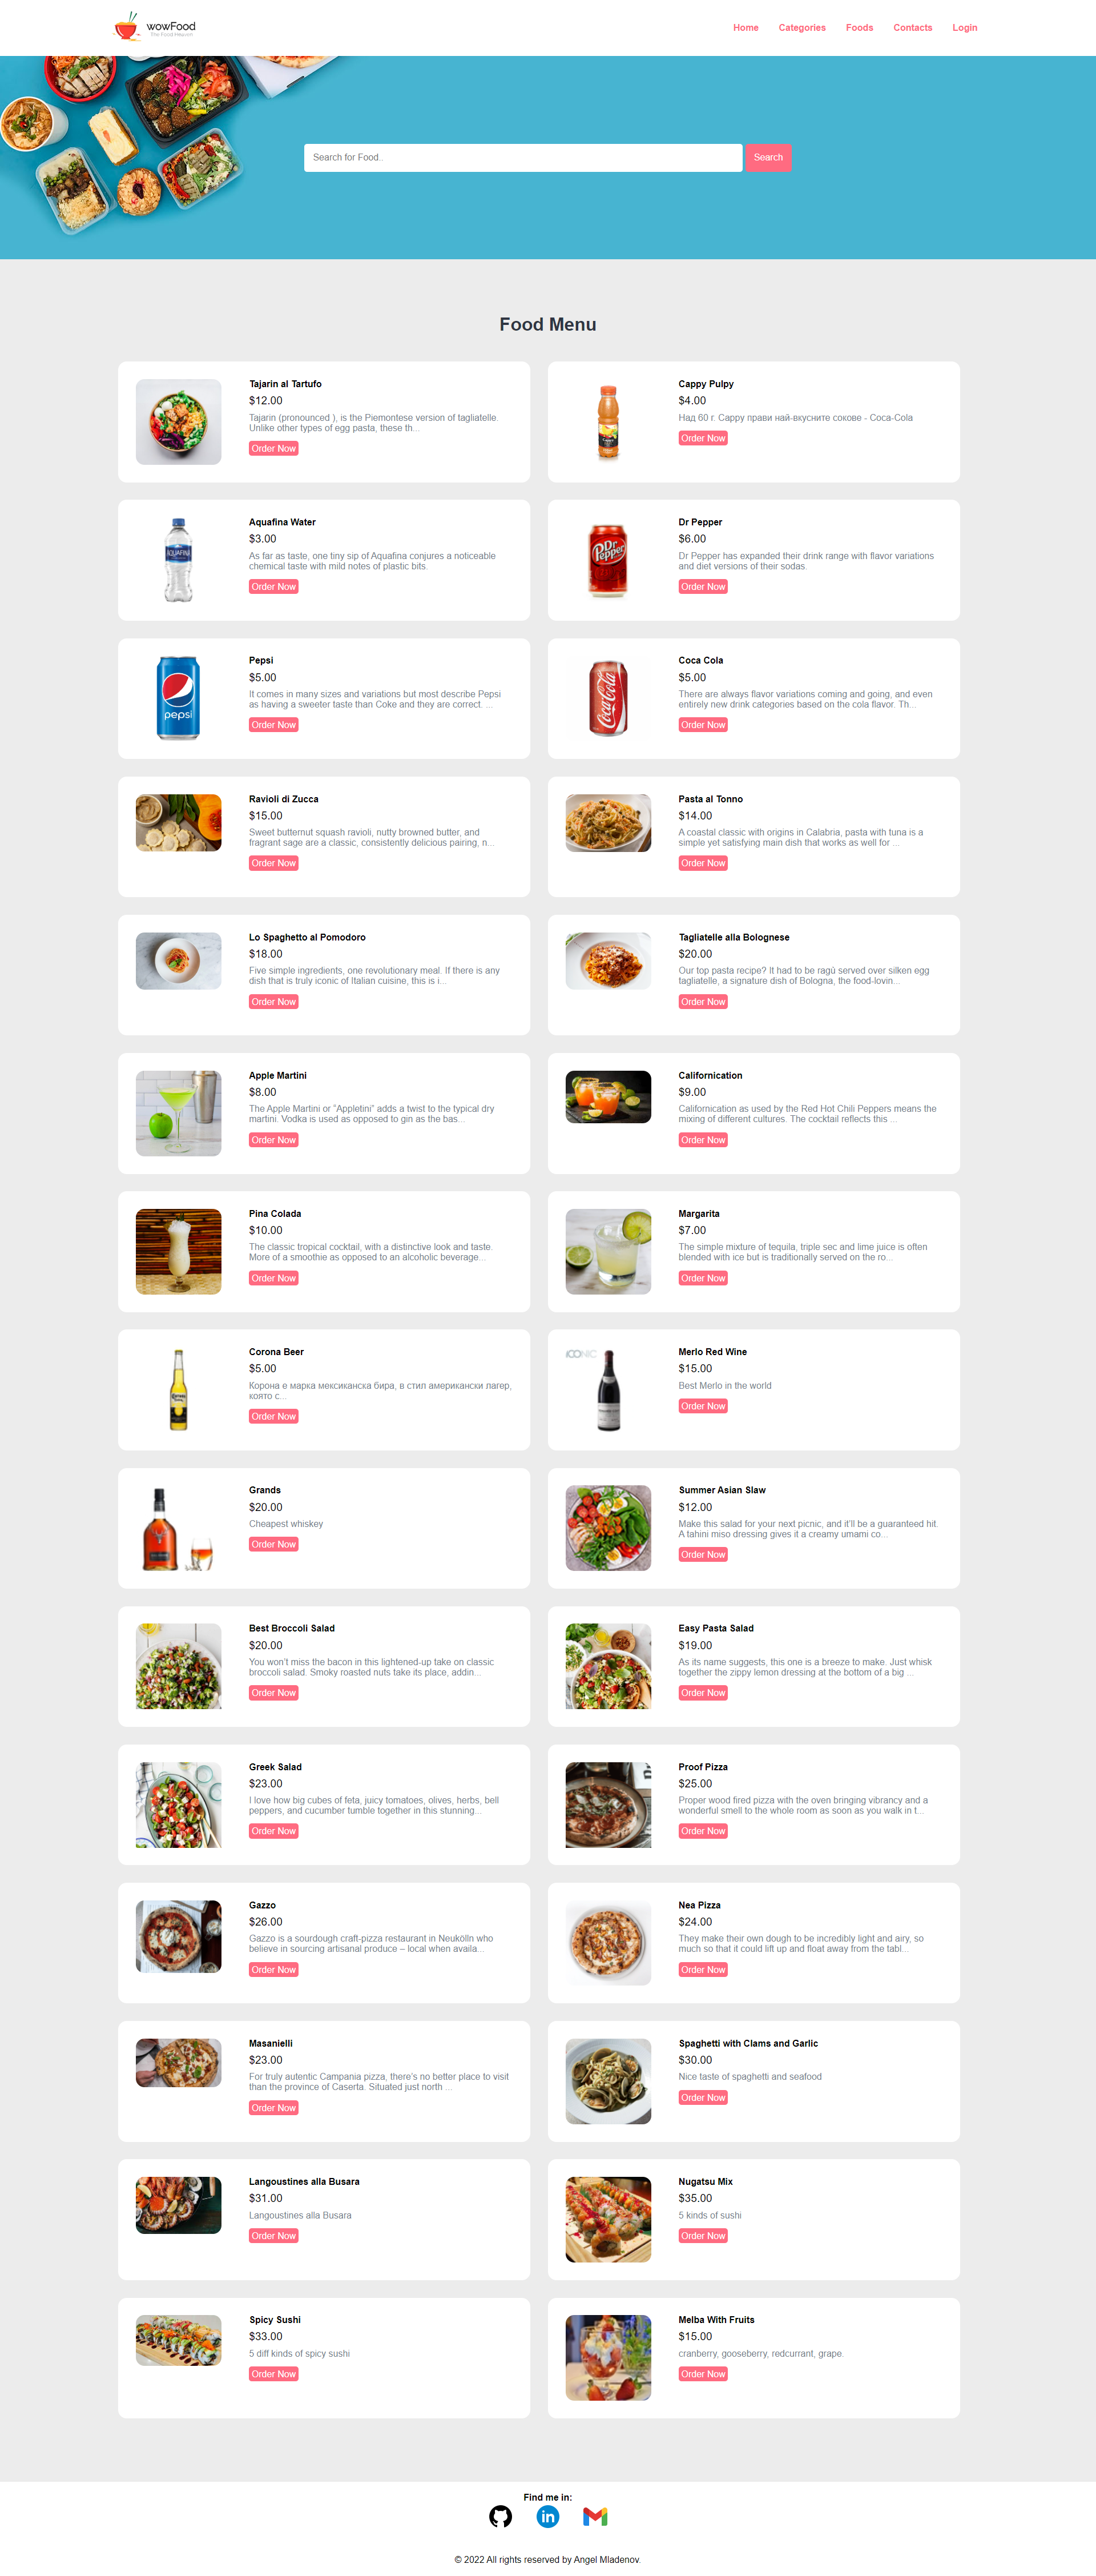 wowFood
The Food Heaven
Home Categories Foods Contacts Login
Search for Food.. Search
Food Menu
Tajarin al Tartufo
$12.00
Tajarin (pronounced ), is the Piemontese version of tagliatelle.
Unlike other types of egg pasta, these th...
Order Now
Cappy Pulpy
$4.00
Над 60 г. Cappy прави най-вкусните сокове - Coca-Cola
Order Now
AQUAFINA
Aquafina Water
$3.00
As far as taste, one tiny sip of Aquafina conjures a noticeable
chemical taste with mild notes of plastic bits.
Order Now
Dr Pepper
Dr Pepper
$6.00
Dr Pepper has expanded their drink range with flavor variations
and diet versions of their sodas.
Order Now
pepsi
Pepsi
$5.00
It comes in many sizes and variations but most describe Pepsi
as having a sweeter taste than Coke and they are correct. ...
Order Now
Coca-Cola
Coca Cola
$5.00
There are always flavor variations coming and going, and even
entirely new drink categories based on the cola flavor. Th...
Order Now
Ravioli di Zucca
$15.00
Sweet butternut squash ravioli, nutty browned butter, and
fragrant sage are a classic, consistently delicious pairing, n...
Order Now
Pasta al Tonno
$14.00
A coastal classic with origins in Calabria, pasta with tuna is a
simple yet satisfying main dish that works as well for ...
Order Now
Lo Spaghetto al Pomodoro
$18.00
Five simple ingredients, one revolutionary meal. If there is any
dish that is truly iconic of Italian cuisine, this is i...
Order Now
Tagliatelle alla Bolognese
$20.00
Our top pasta recipe? It had to be ragù served over silken egg
tagliatelle, a signature dish of Bologna, the food-lovin...
Order Now
Apple Martini
$8.00
The Apple Martini or “Appletini” adds a twist to the typical dry
martini. Vodka is used as opposed to gin as the bas...
Order Now
Californication
$9.00
Californication as used by the Red Hot Chili Peppers means the
mixing of different cultures. The cocktail reflects this ...
Order Now
Pina Colada
$10.00
The classic tropical cocktail, with a distinctive look and taste.
More of a smoothie as opposed to an alcoholic beverage...
Order Now
Margarita
$7.00
The simple mixture of tequila, triple sec and lime juice is often
blended with ice but is traditionally served on the ro...
Order Now
Corona Beer
$5.00
Корона е марка мексиканска бира, в стил американски лагер,
която с...
Order Now
ICONIC
Merlo Red Wine
$15.00
Best Merlo in the world
Order Now
Grands
$20.00
Cheapest whiskey
Order Now
Summer Asian Slaw
$12.00
Make this salad for your next picnic, and it’ll be a guaranteed hit.
A tahini miso dressing gives it a creamy umami co...
Order Now
Best Broccoli Salad
$20.00
You won’t miss the bacon in this lightened-up take on classic
broccoli salad. Smoky roasted nuts take its place, addin...
Order Now
Easy Pasta Salad
$19.00
As its name suggests, this one is a breeze to make. Just whisk
together the zippy lemon dressing at the bottom of a big ...
Order Now
Greek Salad
$23.00
I love how big cubes of feta, juicy tomatoes, olives, herbs, bell
peppers, and cucumber tumble together in this stunning...
Order Now
Proof Pizza
$25.00
Proper wood fired pizza with the oven bringing vibrancy and a
wonderful smell to the whole room as soon as you walk in t...
Order Now
Gazzo
$26.00
Gazzo is a sourdough craft-pizza restaurant in Neukölln who
believe in sourcing artisanal produce – local when availa...
Order Now
Nea Pizza
$24.00
They make their own dough to be incredibly light and airy, so
much so that it could lift up and float away from the tabl...
Order Now
Masanielli
$23.00
For truly autentic Campania pizza, there’s no better place to visit
than the province of Caserta. Situated just north ...
Order Now
Spaghetti with Clams and Garlic
$30.00
Nice taste of spaghetti and seafood
Order Now
Langoustines alla Busara
$31.00
Langoustines alla Busara
Order Now
Nugatsu Mix
$35.00
5 kinds of sushi
Order Now
Spicy Sushi
$33.00
5 diff kinds of spicy sushi
Order Now
Melba With Fruits
$15.00
cranberry, gooseberry, redcurrant, grape.
Order Now
Find me in:
in
© 2022 All rights reserved by Angel Mladenov.